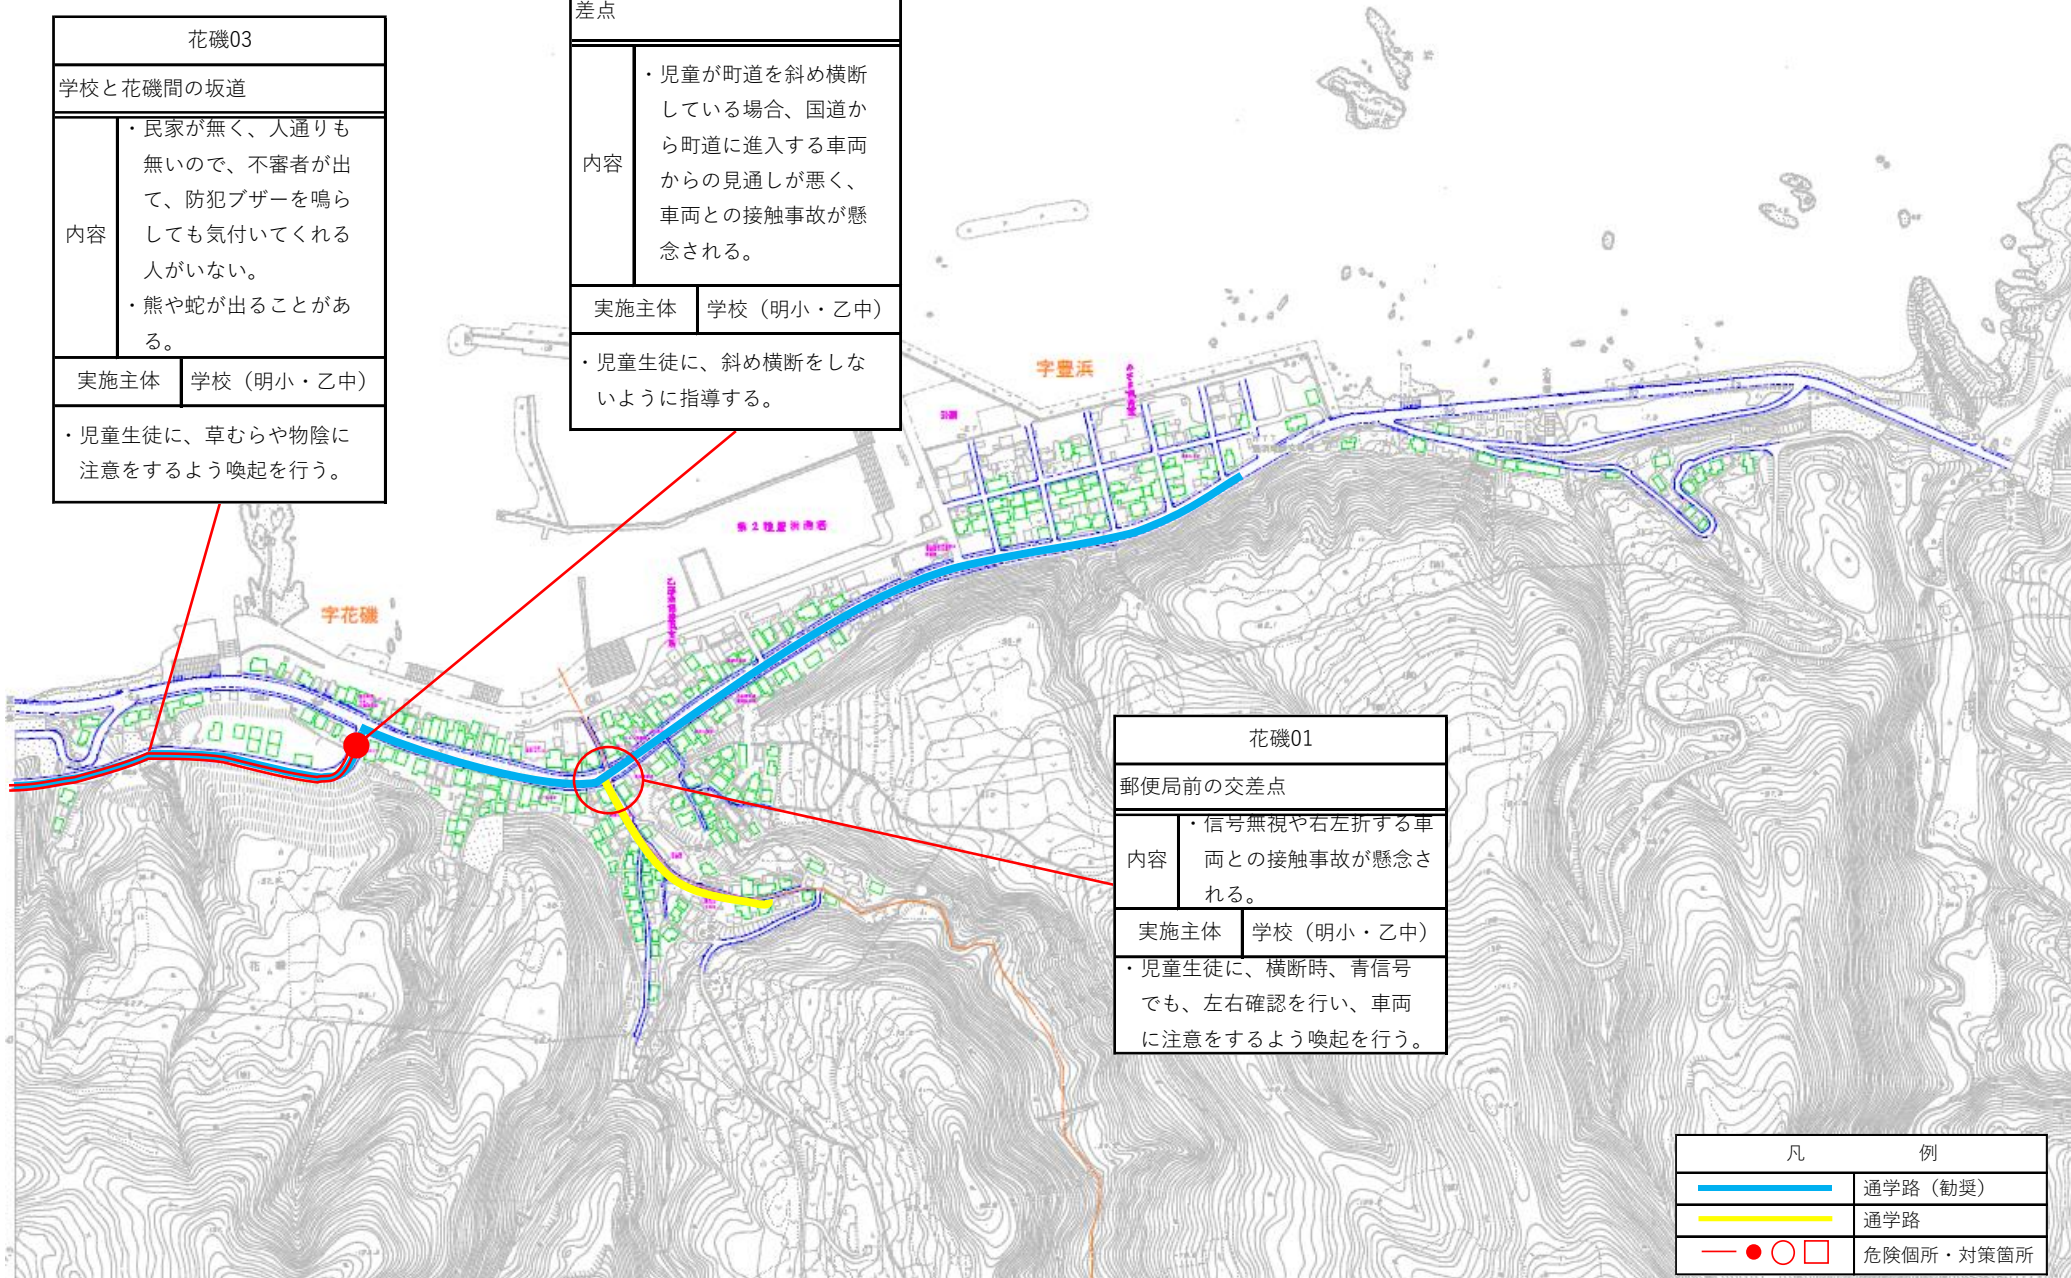 花磯03
学校と花磯間の坂道
内容
・民家が無く、人通りも
無いので、不審者が出
て、防犯ブザーを鳴ら
しても気付いてくれる
人がいない。
・熊や蛇が出ることがあ
る。
実施主体
学校（明小・乙中）
・児童生徒に、草むらや物陰に
注意をするよう喚起を行う。
差点
内容
・児童が町道を斜め横断
している場合、国道か
ら町道に進入する車両
からの見通しが悪く、
車両との接触事故が懸
念される。
実施主体
学校（明小・乙中）
・児童生徒に、斜め横断をしな
いように指導する。
字豊浜
字花磯
花磯01
郵便局前の交差点
内容
・信号無視や右左折する車
両との接触事故が懸念さ
れる。
実施主体
学校（明小・乙中）
・児童生徒に、横断時、青信号
でも、左右確認を行い、車両
に注意をするよう喚起を行う。
凡 例
通学路（勧奨）
通学路
危険個所・対策箇所